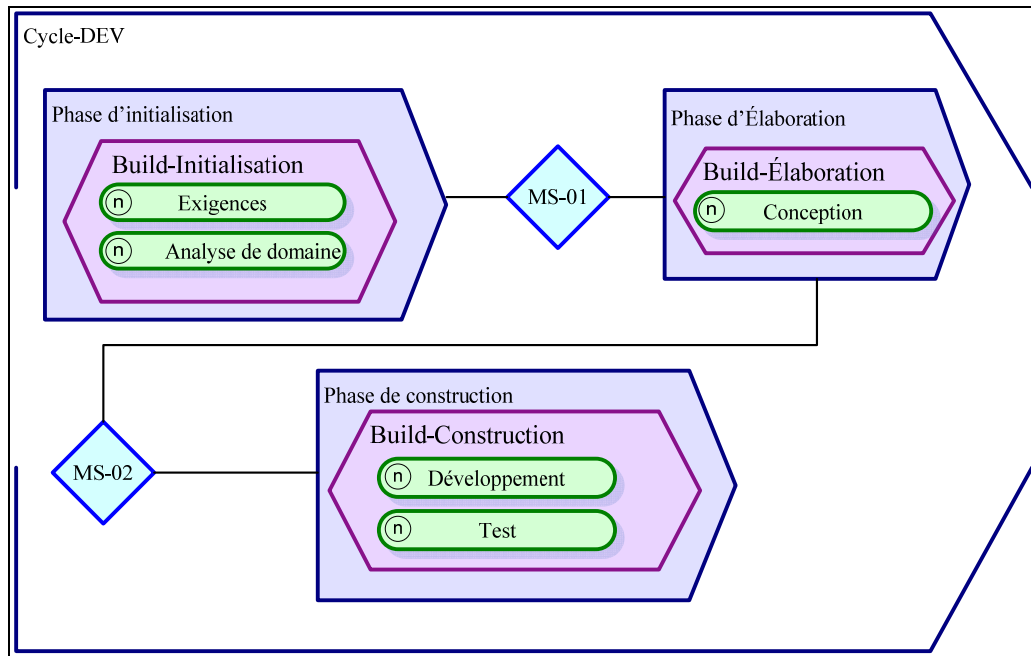 Cycle-DEV
Phase d’initialisation
Build-Initialisation
n Exigences
n Analyse de domaine
MS-01
Phase d’Élaboration
Build-Élaboration
n Conception
MS-02
Phase de construction
Build-Construction
n Développement
n Test